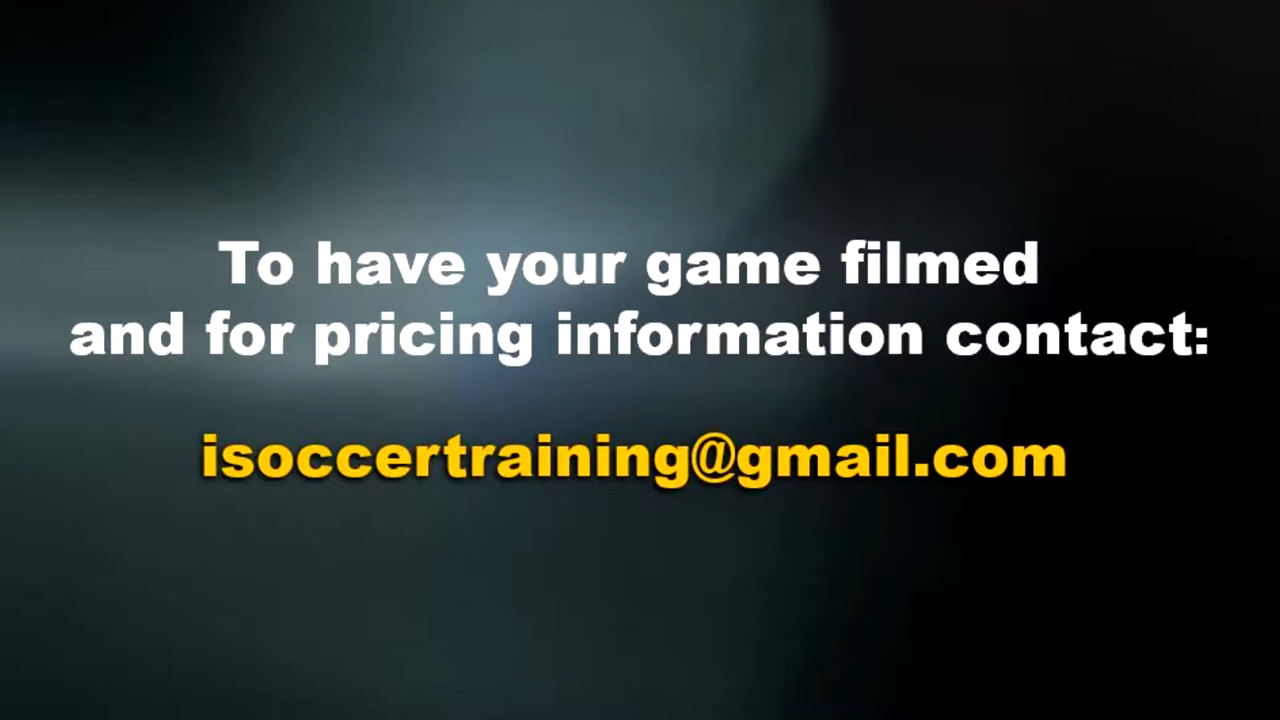 To have your game filmed
and for pricing information contact:
isoccertraining@gmail.com